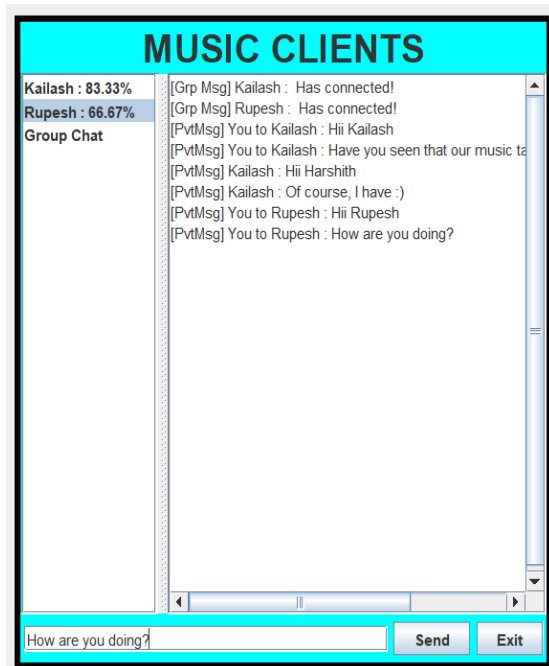 MUSIC CLIENTS
Kailash : 83.33%
Rupesh : 66.67%
Group Chat
[Grp Msg] Kailash :  Has connected!
[Grp Msg] Rupesh :  Has connected!
[PvtMsg] You to Kailash : Hii Kailash
[PvtMsg] You to Kailash : Have you seen that our music ta
[PvtMsg] Kailash : Hii Harshith
[PvtMsg] Kailash : Of course, I have :)
[PvtMsg] You to Rupesh : Hii Rupesh
[PvtMsg] You to Rupesh : How are you doing?
How are you doing?
Send
Exit